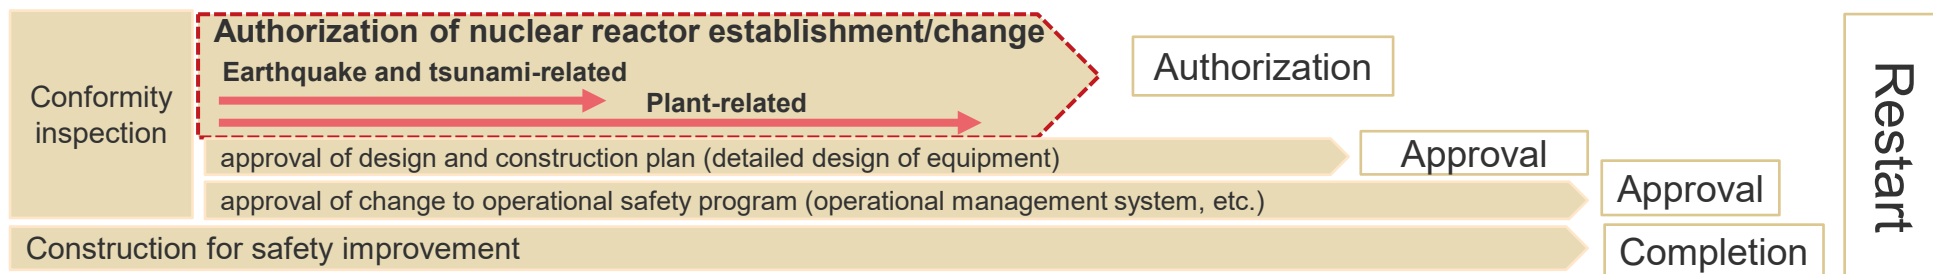 Conformity
inspection
Authorization of nuclear reactor establishment/change
Earthquake and tsunami-related
Plant-related
Authorization
approval of design and construction plan (detailed design of equipment)
Approval
approval of change to operational safety program (operational management system, etc.)
Approval
Construction for safety improvement
Completion
Restart